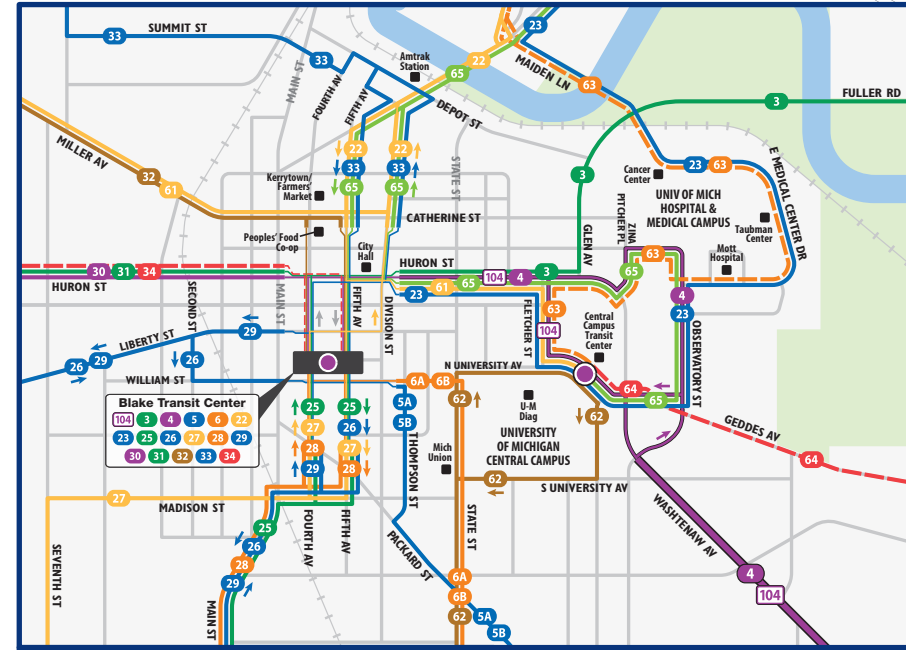 SUMMIT ST
33
33
23
22
65
63
MAIDEN LN
Amtrak
Station
MAIN ST
FOURTH AV
FIFTH AV
DEPOT ST
FULLER RD
3
MILLER AV
32
61
22
22
33
33
65
65
STATE ST
Kerrytown/
Farmers'
Market
CATHERINE ST
Peoples' Food
Co-op
City
Hall
3
GLEN AV
ZINA
PITCHER PL
Cancer
Center
23
63
UNIV OF MICH
HOSPITAL &
MEDICAL CAMPUS
E MEDICAL CENTER DR
Taubman
Center
Mott
Hospital
63
65
30
31
34
HURON ST
HURON ST
104
4
3
65
61
23
4
23
63
104
FLETCHER ST
Central
Campus
Transit
Center
OBSERVATORY ST
SECOND ST
MAIN ST
FIFTH AV
DIVISION ST
LIBERTY ST
29
29
26
26
WILLIAM ST
N UNIVERSITY AV
6A
6B
64
65
62
62
U-M
Diag
UNIVERSITY
OF MICHIGAN
CENTRAL CAMPUS
GEDDES AV
64
Blake Transit Center
104
3
4
5
6
22
23
25
26
27
28
29
30
31
32
33
34
25
25
27
26
28
27
29
28
5A
5B
THOMPSON ST
Mich
Union
62
S UNIVERSITY AV
27
MADISON ST
SEVENTH ST
25
26
28
29
MAIN ST
FOURTH AV
FIFTH AV
PACKARD ST
STATE ST
6A
6B
62
5A
5B
WASHTENAW AV
4
104